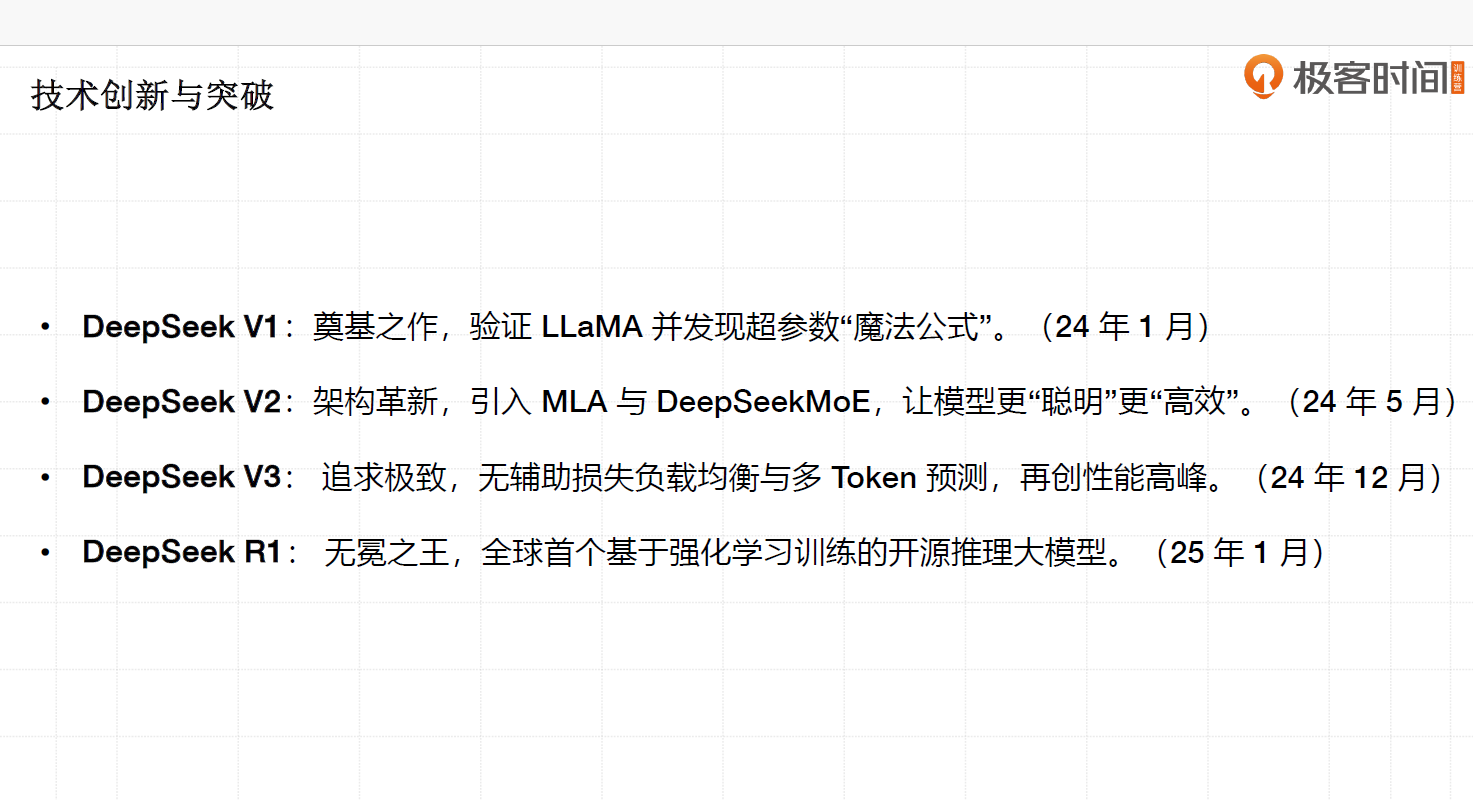 极客时间 训练营
技术创新与突破
• DeepSeek V1：奠基之作，验证 LLaMA 并发现超参数“魔法公式”。（24 年 1 月）
• DeepSeek V2：架构革新，引入 MLA 与 DeepSeekMoE，让模型更“聪明”更“高效”。（24 年 5 月）
• DeepSeek V3： 追求极致，无辅助损失负载均衡与多 Token 预测，再创性能高峰。（24 年 12 月）
• DeepSeek R1： 无冕之王，全球首个基于强化学习训练的开源推理大模型。（25 年 1 月）